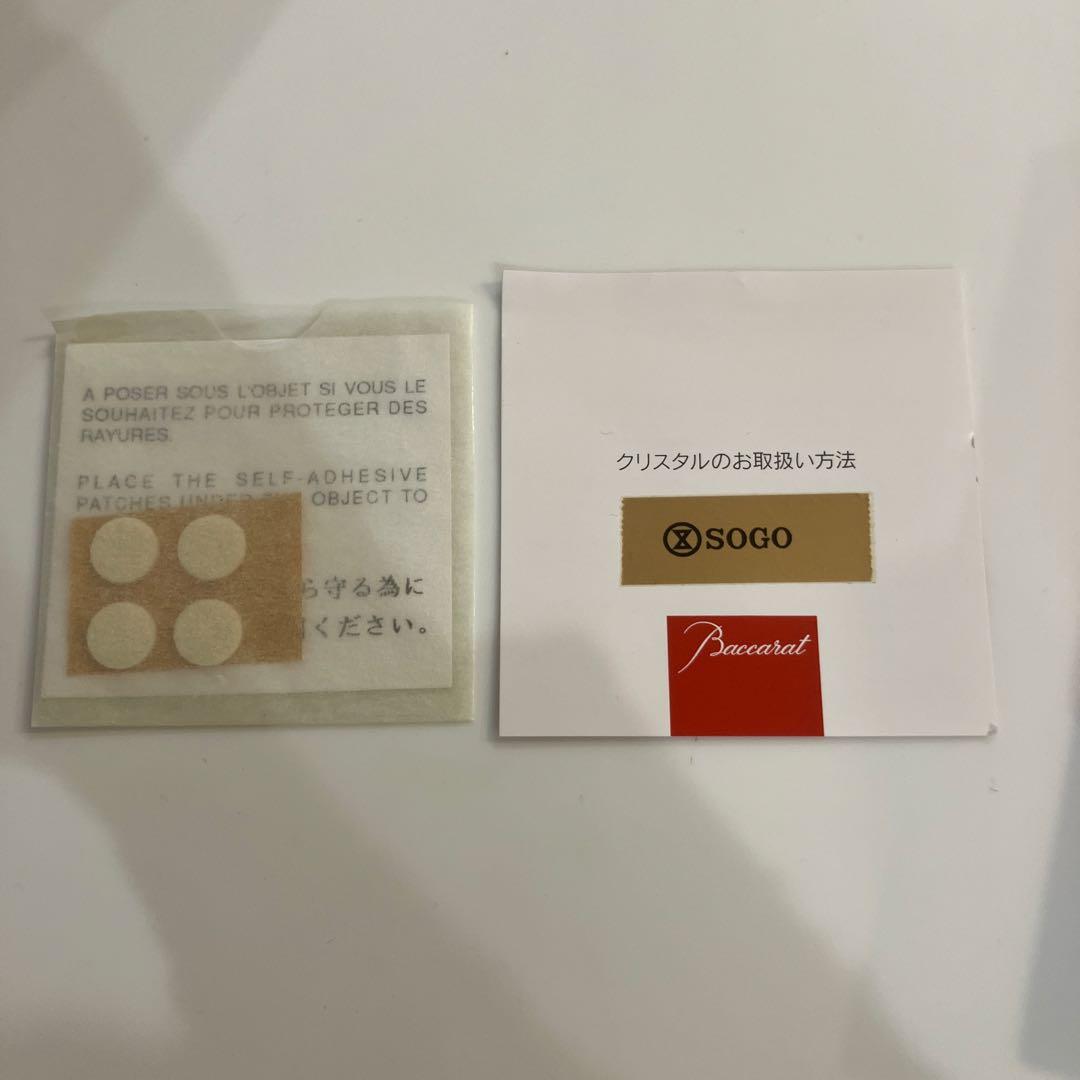 A POSER SOUS L'OBJET SI VOUS LE
SOUHAITEZ POUR PROTEGER DES
RAYURES.
PLACE THE SELF-ADHESIVE
PATCHES UNDER OBJECT TO
ら守る為に
ください。
クリスタルのお取扱い方法
SOGO
Baccarat